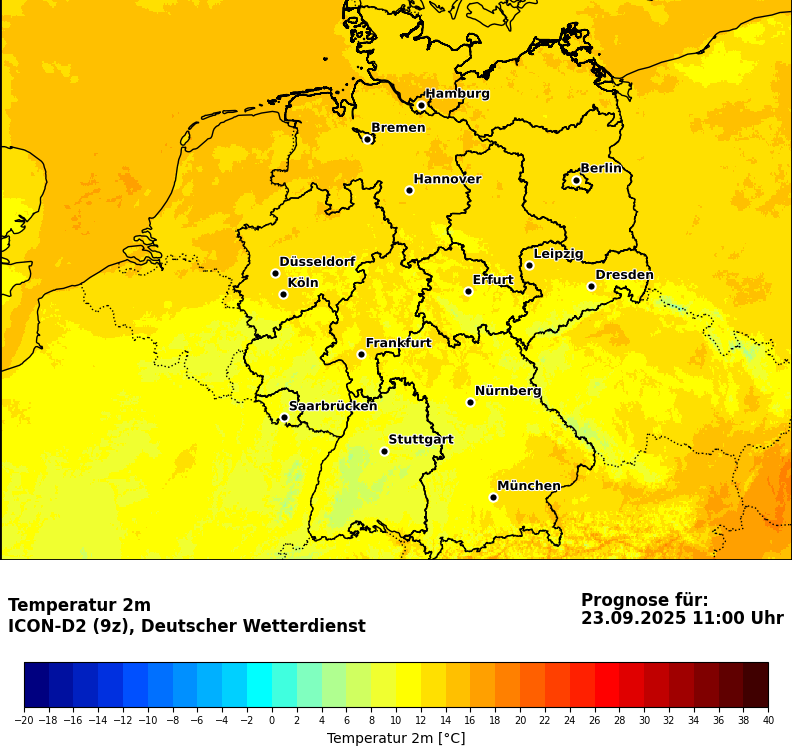 Hamburg
Bremen
Berlin
Hannover
Leipzig
Düsseldorf
Dresden
Köln
Erfurt
Frankfurt
Nürnberg
Saarbrücken
Stuttgart
München
Temperatur 2m
ICON-D2 (9z), Deutscher Wetterdienst
Prognose für:
23.09.2025 11:00 Uhr
−20 −18 −16 −14 −12 −10 −8 −6 −4 −2 0 2 4 6 8 10 12 14 16 18 20 22 24 26 28 30 32 34 36 38 40
Temperatur 2m [°C]